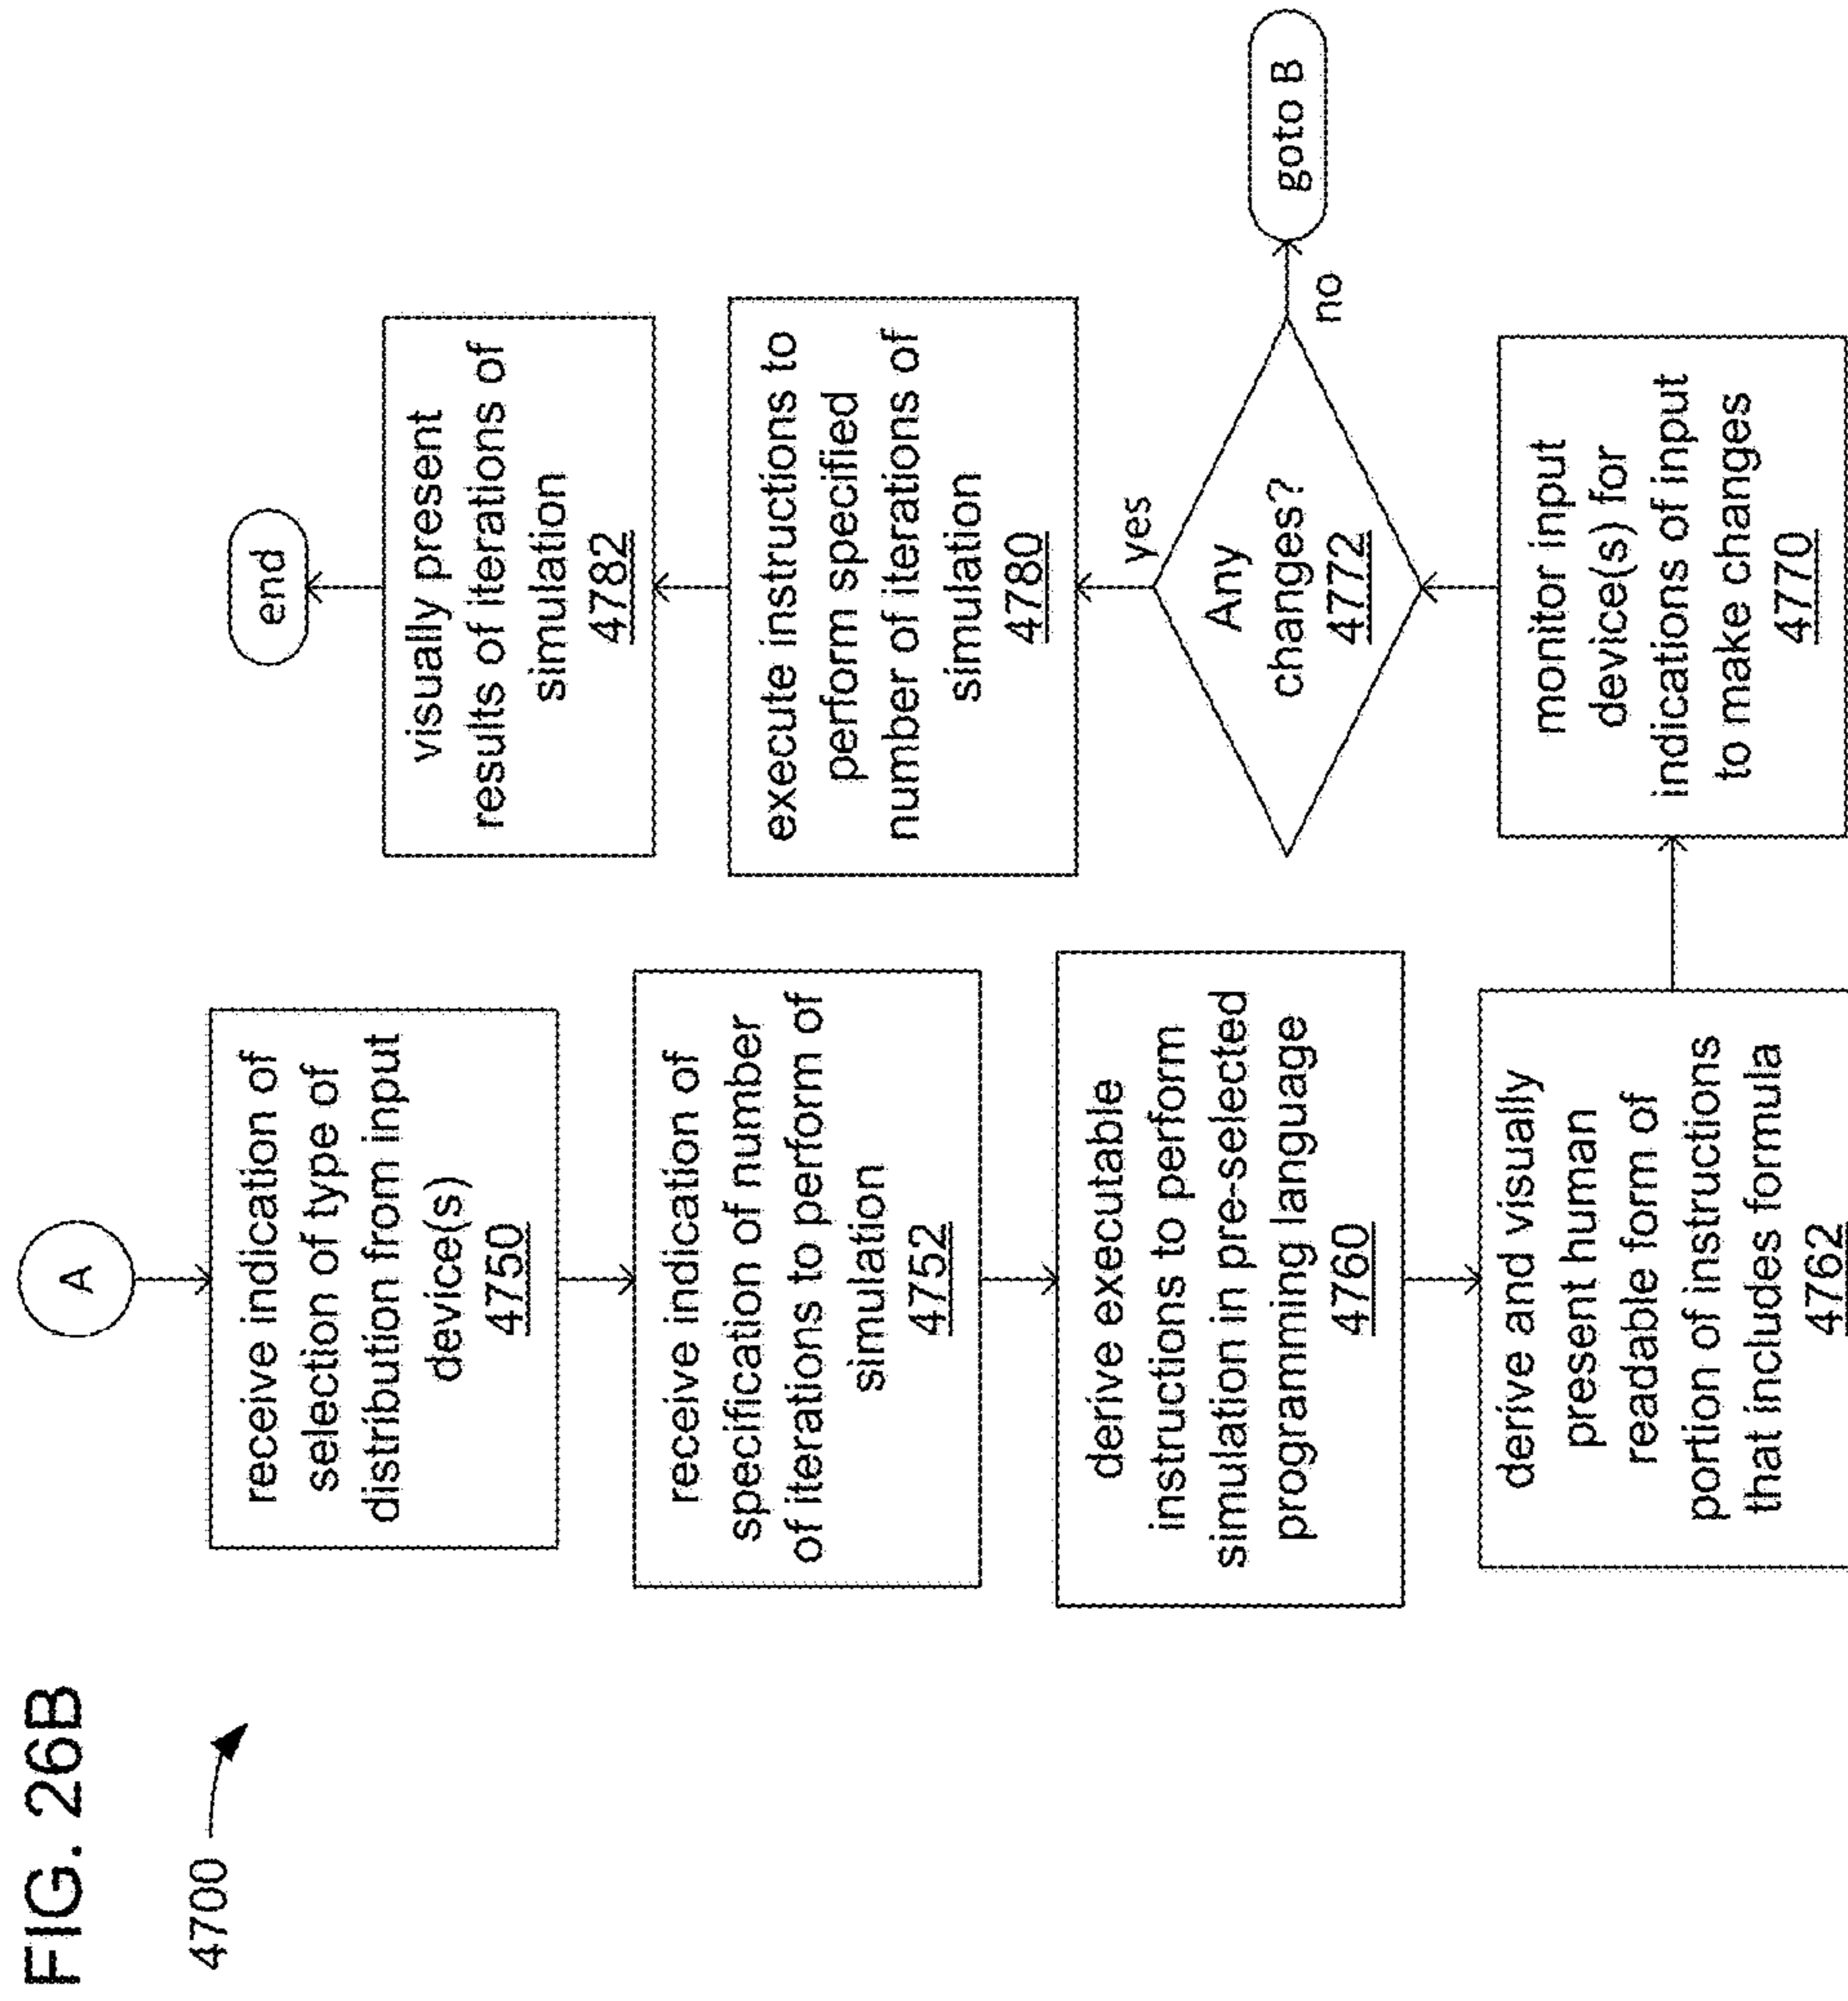 FIG. 26B
4700
A
receive indication of
selection of type of
distribution from input
device(s)
4750
receive indication of
specification of number
of iterations to perform of
simulation
4752
derive executable
instructions to perform
simulation in pre-selected
programming language
4760
derive and visually
present human
readable form of
portion of instructions
that includes formula
4762
monitor input
device(s) for
indications of input
to make changes
4770
Any
changes?
4772
no
goto B
yes
execute instructions to
perform specified
number of iterations of
simulation
4780
visually present
results of iterations of
simulation
4782
end